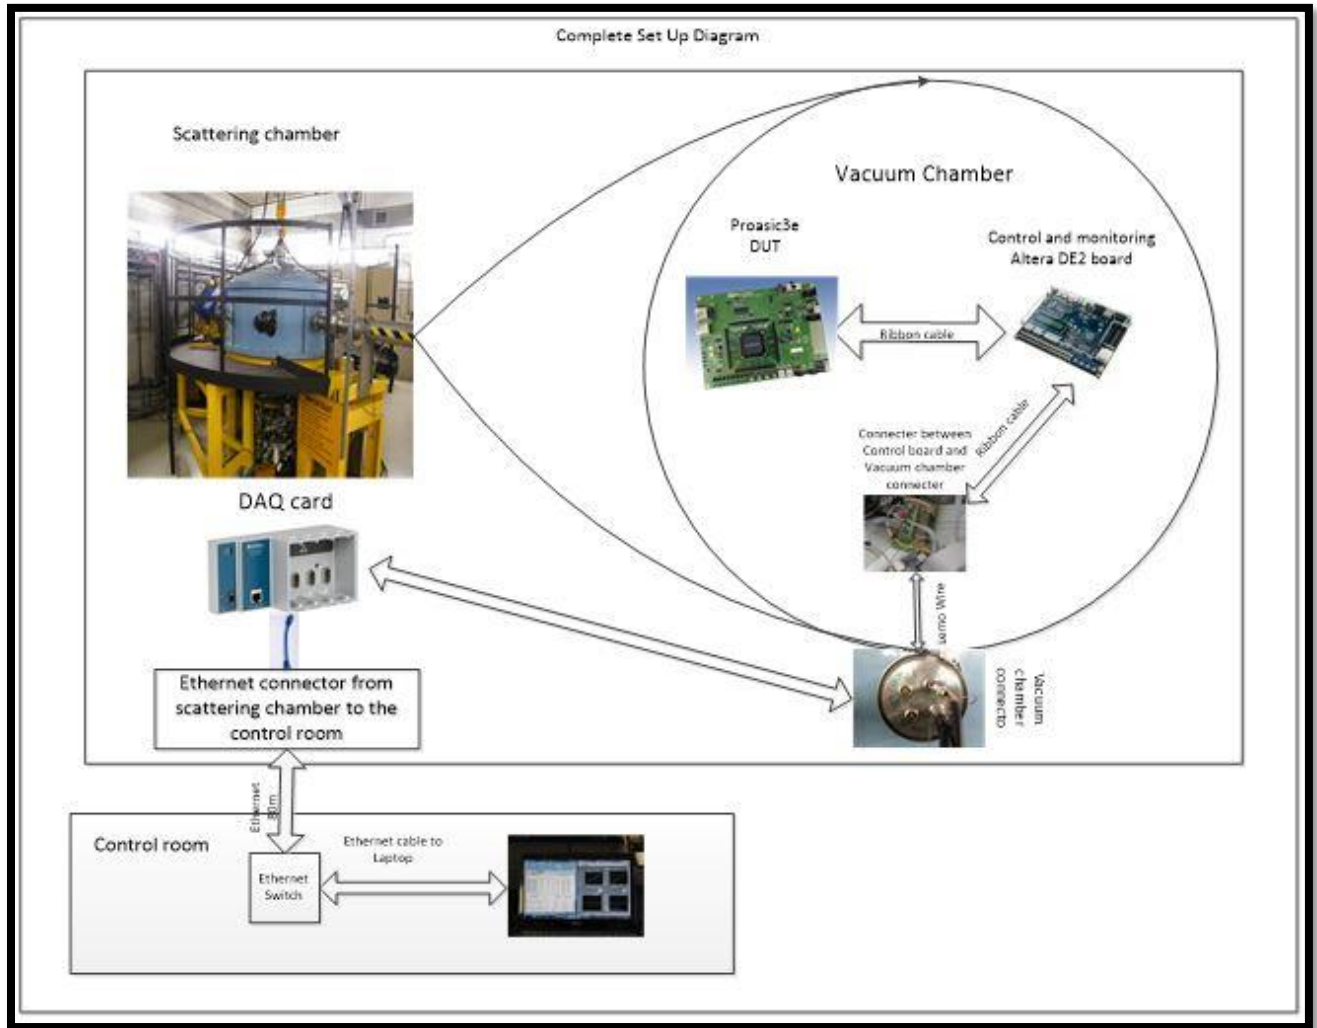 Complete Set Up Diagram
Scattering chamber
Vacuum Chamber
Proasic3e
DUT
Control and monitoring
Altera DE2 board
Ribbon cable
Ribbon cable
Connecter between
Control board and
Vacuum chamber
connecter
DAQ card
Lemo Wire
Vacuum
chamber
connecto
Ethernet connector from
scattering chamber to the
control room
Ethernet
80m
Control room
Ethernet cable to
Laptop
Ethernet
Switch